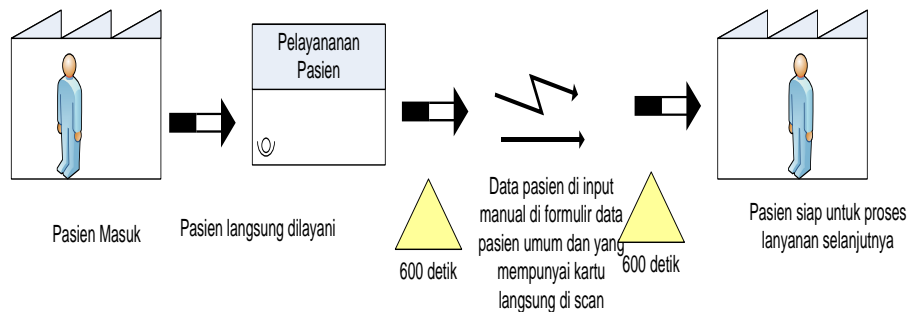 Pelayananan
Pasien
Pasien Masuk
Pasien langsung dilayani
600 detik
Data pasien di input
manual di formulir data
pasien umum dan yang
mempunyai kartu
langsung di scan
600 detik
Pasien siap untuk proses
lanyanan selanjutnya